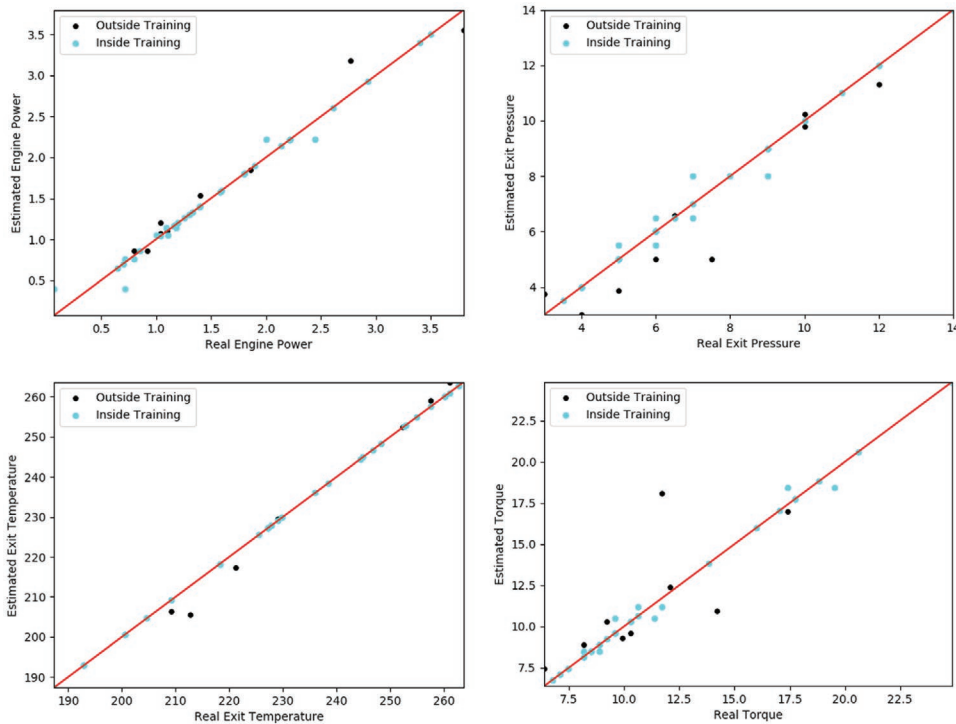 Outside Training
Inside Training
3.5
3.0
2.5
2.0
1.5
1.0
0.5
Estimated Engine Power
0.5 1.0 1.5 2.0 2.5 3.0 3.5
Real Engine Power
Outside Training
Inside Training
14
12
10
8
6
4
Estimated Exit Pressure
4 6 8 10 12 14
Real Exit Pressure
Outside Training
Inside Training
260
250
240
230
220
210
200
190
Estimated Exit Temperature
190 200 210 220 230 240 250 260
Real Exit Temperature
Outside Training
Inside Training
22.5
20.0
17.5
15.0
12.5
10.0
7.5
Estimated Torque
7.5 10.0 12.5 15.0 17.5 20.0 22.5
Real Torque